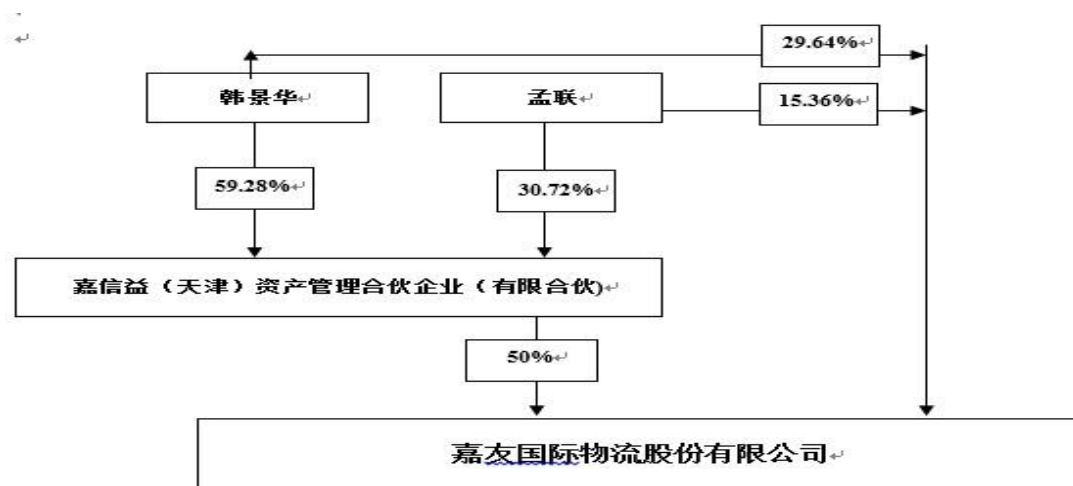 29.64%
韩景华
孟联
15.36%
59.28%
30.72%
嘉信益（天津）资产管理合伙企业（有限合伙)
50%
嘉友国际物流股份有限公司